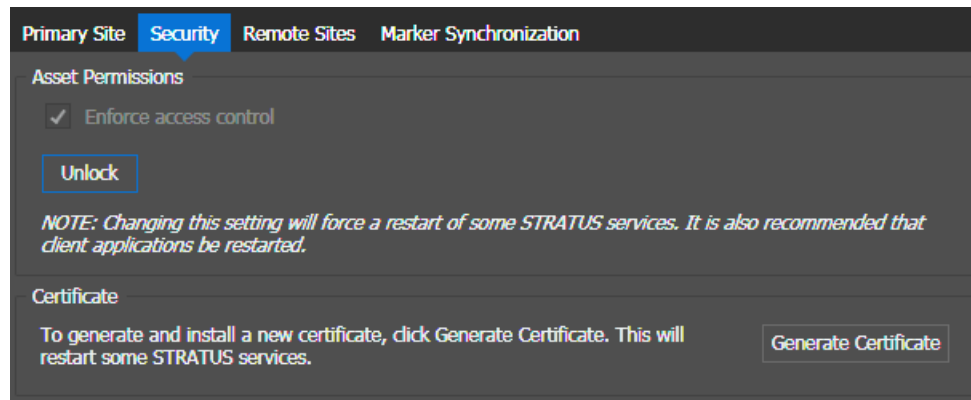 Primary Site Security Remote Sites Marker Synchronization
Asset Permissions
Enforce access control
Unlock
NOTE: Changing this setting will force a restart of some STRATUS services. It is also recommended that
client applications be restarted.
Certificate
To generate and install a new certificate, click Generate Certificate. This will
restart some STRATUS services.
Generate Certificate